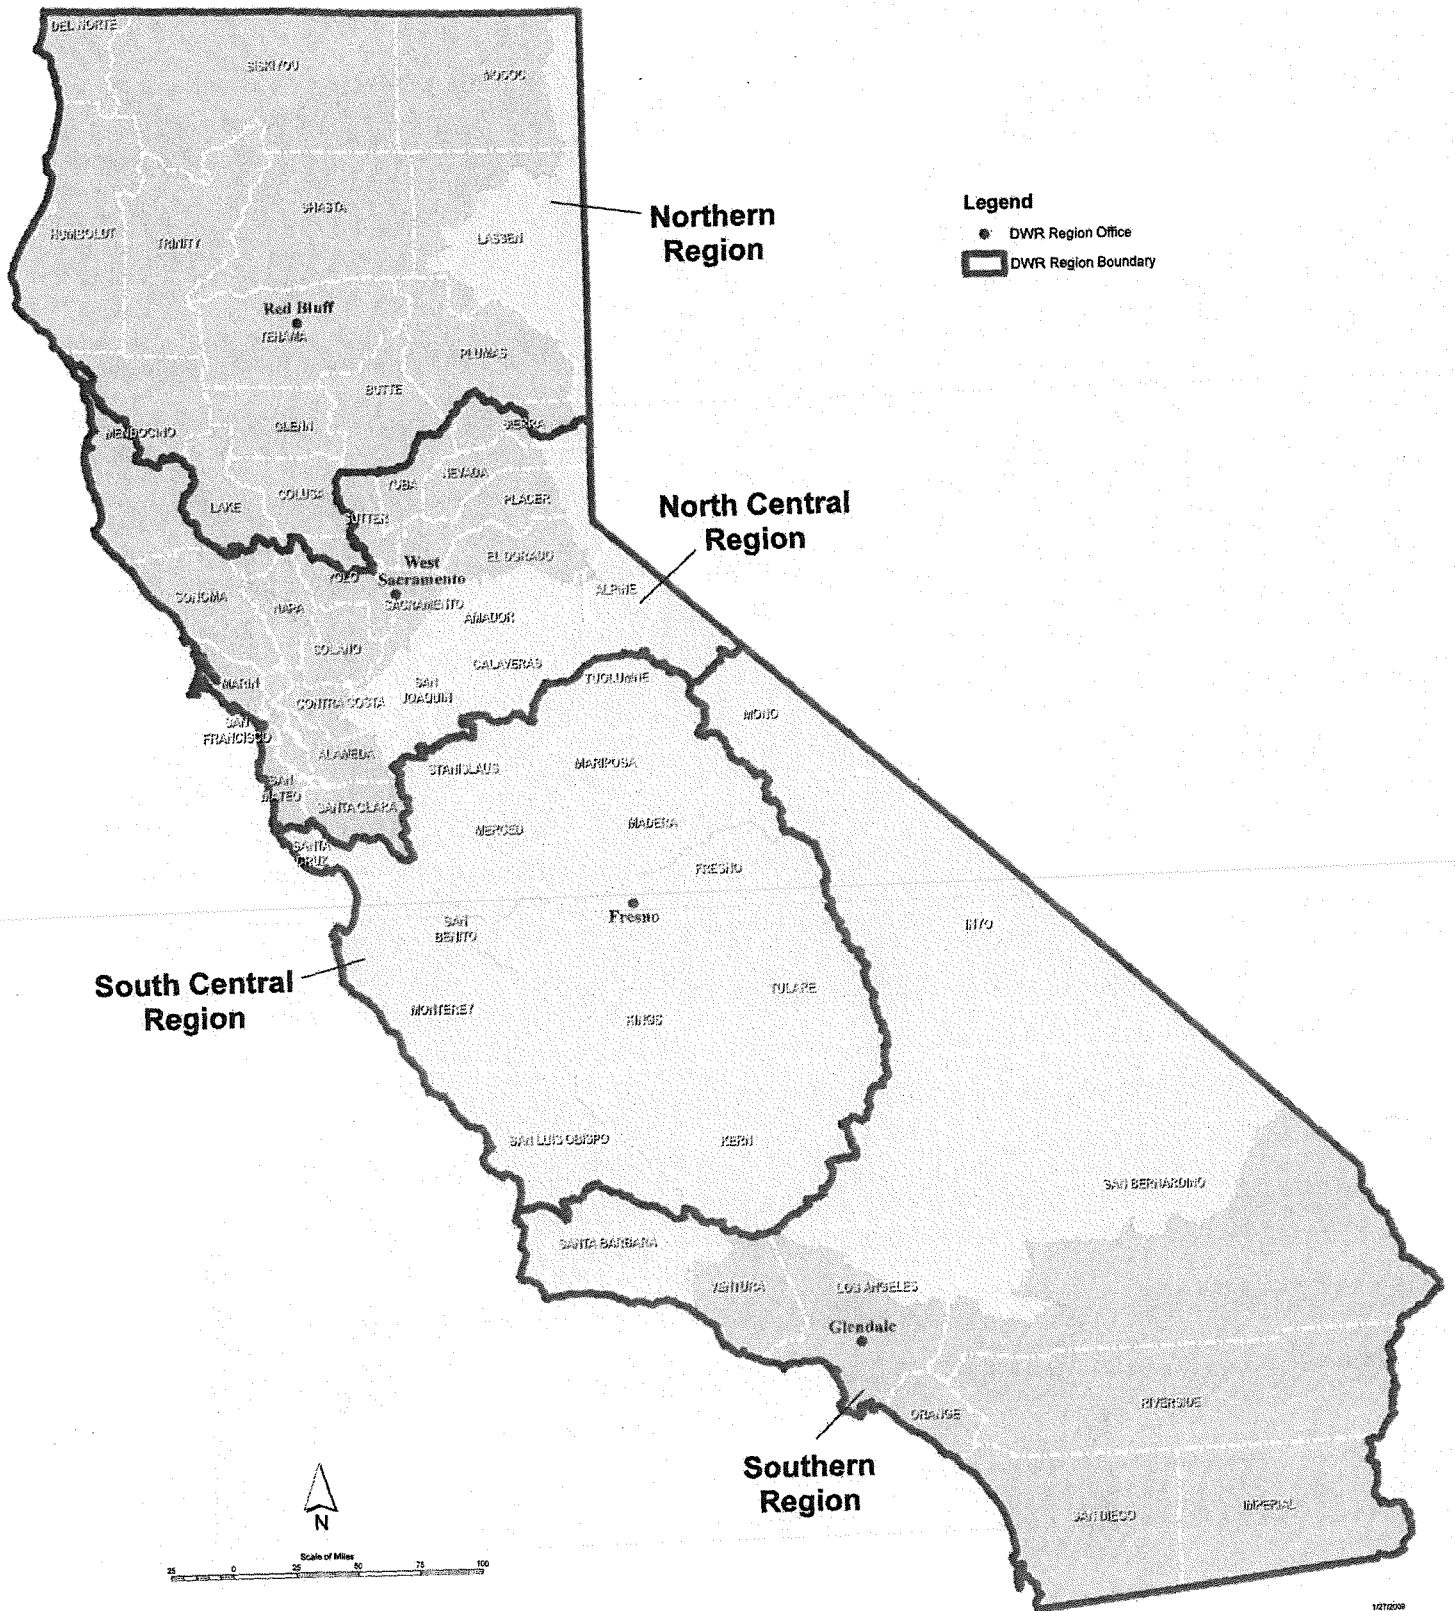 DEL NORTE
SISKIYOU
MODOC
SHASTA
HUMBOLDT
TRINITY
LASSEN
Northern
Region
Legend
DWR Region Office
DWR Region Boundary
Red Bluff
TEHAMA
PLUMAS
BUTTE
MENDOCINO
GLENN
SIERRA
LAKE
COLUSA
YUBA
NEVADA
PLACER
SUTTER
North Central
Region
EL DORADO
YOLO
West
Sacramento
ALPINE
SONOMA
NAPA
SACRAMENTO
AMADOR
SOLANO
CALAVERAS
MARIN
CONTRA COSTA
SAN
JOAQUIN
TUOLUMNE
SAN
FRANCISCO
MONO
ALAMEDA
STANISLAUS
MARIPOSA
SAN
MATEO
SANTA CLARA
MERCED
MADERA
SANTA
CRUZ
FRESNO
Fresno
SAN
BENITO
INYO
South Central
Region
MONTEREY
KINGS
TULARE
SAN LUIS OBISPO
KERN
SAN BERNARDINO
SANTA BARBARA
VENTURA
LOS ANGELES
Glendale
ORANGE
RIVERSIDE
Southern
Region
SAN DIEGO
IMPERIAL
N
Scale of Miles
25 0 25 50 75 100
1/27/2009